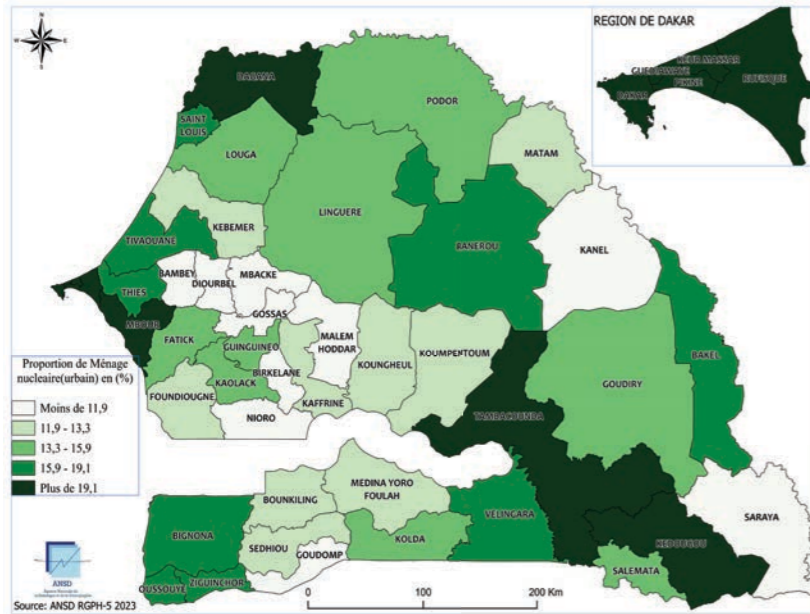 N
W
E
S
REGION DE DAKAR
KEUR MASSAR
GUEDIAWAYE
PIKINE
RUFISQUE
DAKAR
DAGANA
PODOR
SAINT
LOUIS
LOUGA
MATAM
LINGUERE
KEBEMER
TIVAOUANE
RANEROU
KANEL
BAMBEY
MBACKE
DIOURBEL
THIES
GOSSAS
MBOUR
MALEM
HODDAR
FATICK
GUINGUINEO
KOUNGHEUL
KOUMPENTOUM
BAKEL
BIRKELANE
GOUDIRY
KAOLACK
FOUNDIOUGNE
KAFFRINE
NIORO
TAMBACOUNDA
Proportion de Ménage
nucleaire(urbain) en (%)
Moins de 11,9
11,9 - 13,3
13,3 - 15,9
15,9 - 19,1
Plus de 19,1
MEDINA YORO
FOULAH
BOUNKILING
VELINGARA
SARAYA
BIGNONA
SEDHIOU
KOLDA
KEDOUGOU
GOUDOMP
SALEMATA
OUSSOUYE
ZIGUINCHOR
ANSD
Source: ANSD RGPH-5 2023
0 100 200 Km